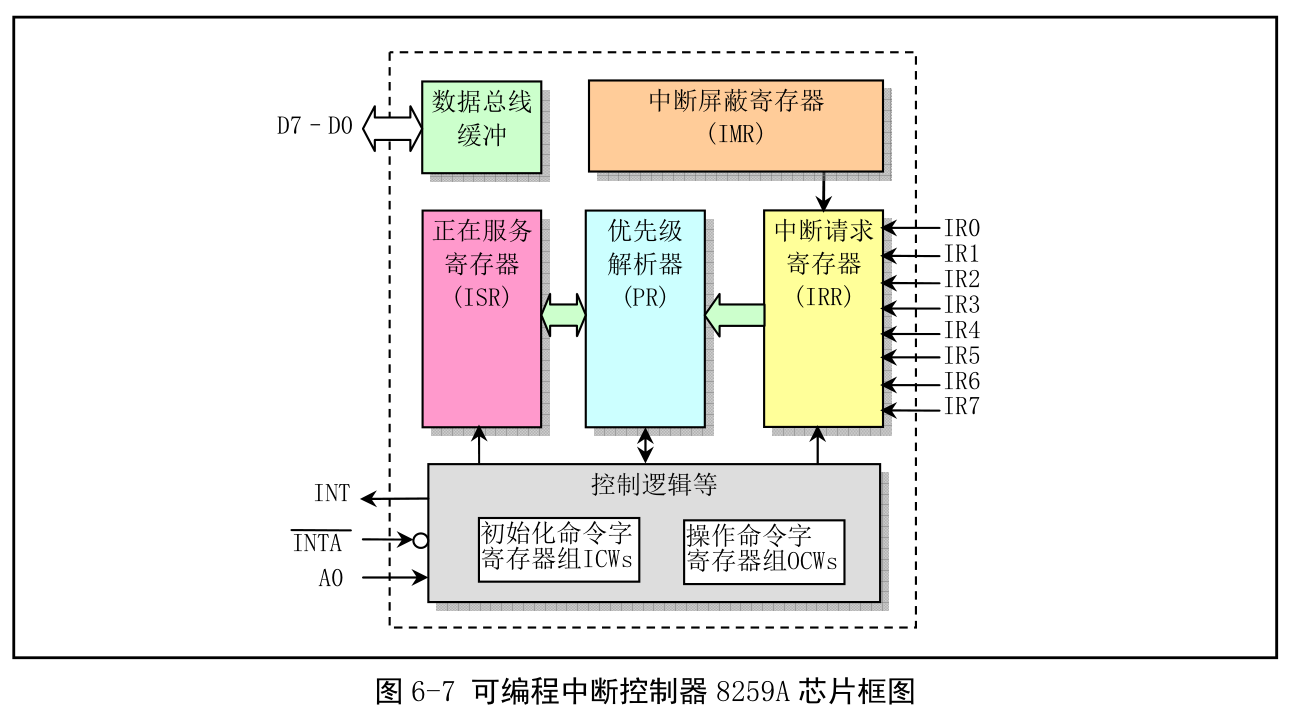 数据总线
缓冲
D7-D0
中断屏蔽寄存器
(IMR)
正在服务
寄存器
(ISR)
优先级
解析器
(PR)
中断请求
寄存器
(IRR)
IR0
IR1
IR2
IR3
IR4
IR5
IR6
IR7
控制逻辑等
INT
INTA
A0
初始化命令字
寄存器组ICWs
操作命令字
寄存器组OCWs
图 6-7 可编程中断控制器 8259A 芯片框图